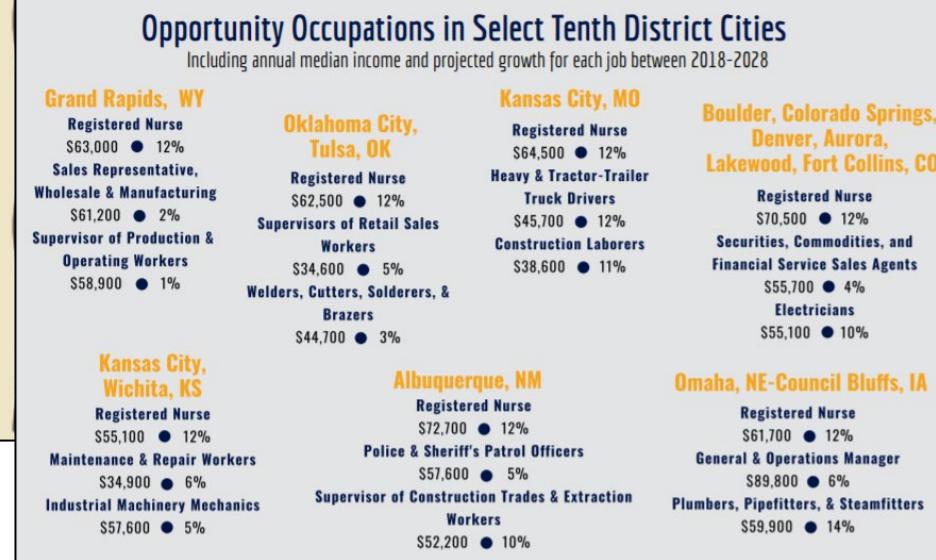 Opportunity Occupations in Select Tenth District Cities
Including annual median income and projected growth for each job between 2018-2028
Grand Rapids, WY
Registered Nurse
$63,000 ● 12%
Sales Representative,
Wholesale & Manufacturing
$61,200 ● 2%
Supervisor of Production &
Operating Workers
$58,900 ● 1%
Oklahoma City,
Tulsa, OK
Registered Nurse
$62,500 ● 12%
Supervisors of Retail Sales
Workers
$34,600 ● 5%
Welders, Cutters, Solderers, &
Brazers
$44,700 ● 3%
Kansas City, MO
Registered Nurse
$64,500 ● 12%
Heavy & Tractor-Trailer
Truck Drivers
$45,700 ● 12%
Construction Laborers
$38,600 ● 11%
Boulder, Colorado Springs,
Denver, Aurora,
Lakewood, Fort Collins, CO
Registered Nurse
$70,500 ● 12%
Securities, Commodities, and
Financial Service Sales Agents
$55,700 ● 4%
Electricians
$55,100 ● 10%
Kansas City,
Wichita, KS
Registered Nurse
$55,100 ● 12%
Maintenance & Repair Workers
$34,900 ● 6%
Industrial Machinery Mechanics
$57,600 ● 5%
Albuquerque, NM
Registered Nurse
$72,700 ● 12%
Police & Sheriff's Patrol Officers
$57,600 ● 5%
Supervisor of Construction Trades & Extraction
Workers
$52,200 ● 10%
Omaha, NE-Council Bluffs, IA
Registered Nurse
$61,700 ● 12%
General & Operations Manager
$89,800 ● 6%
Plumbers, Pipefitters, & Steamfitters
$59,900 ● 14%